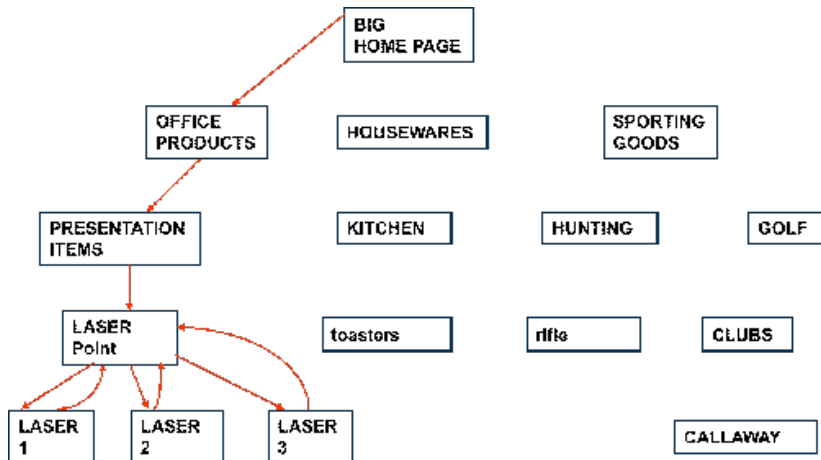 BIG
HOME PAGE
OFFICE
PRODUCTS
HOUSEWARES
SPORTING
GOODS
PRESENTATION
ITEMS
KITCHEN
HUNTING
GOLF
LASER
Point
toasters
rifle
CLUBS
LASER
1
LASER
2
LASER
3
CALLAWAY